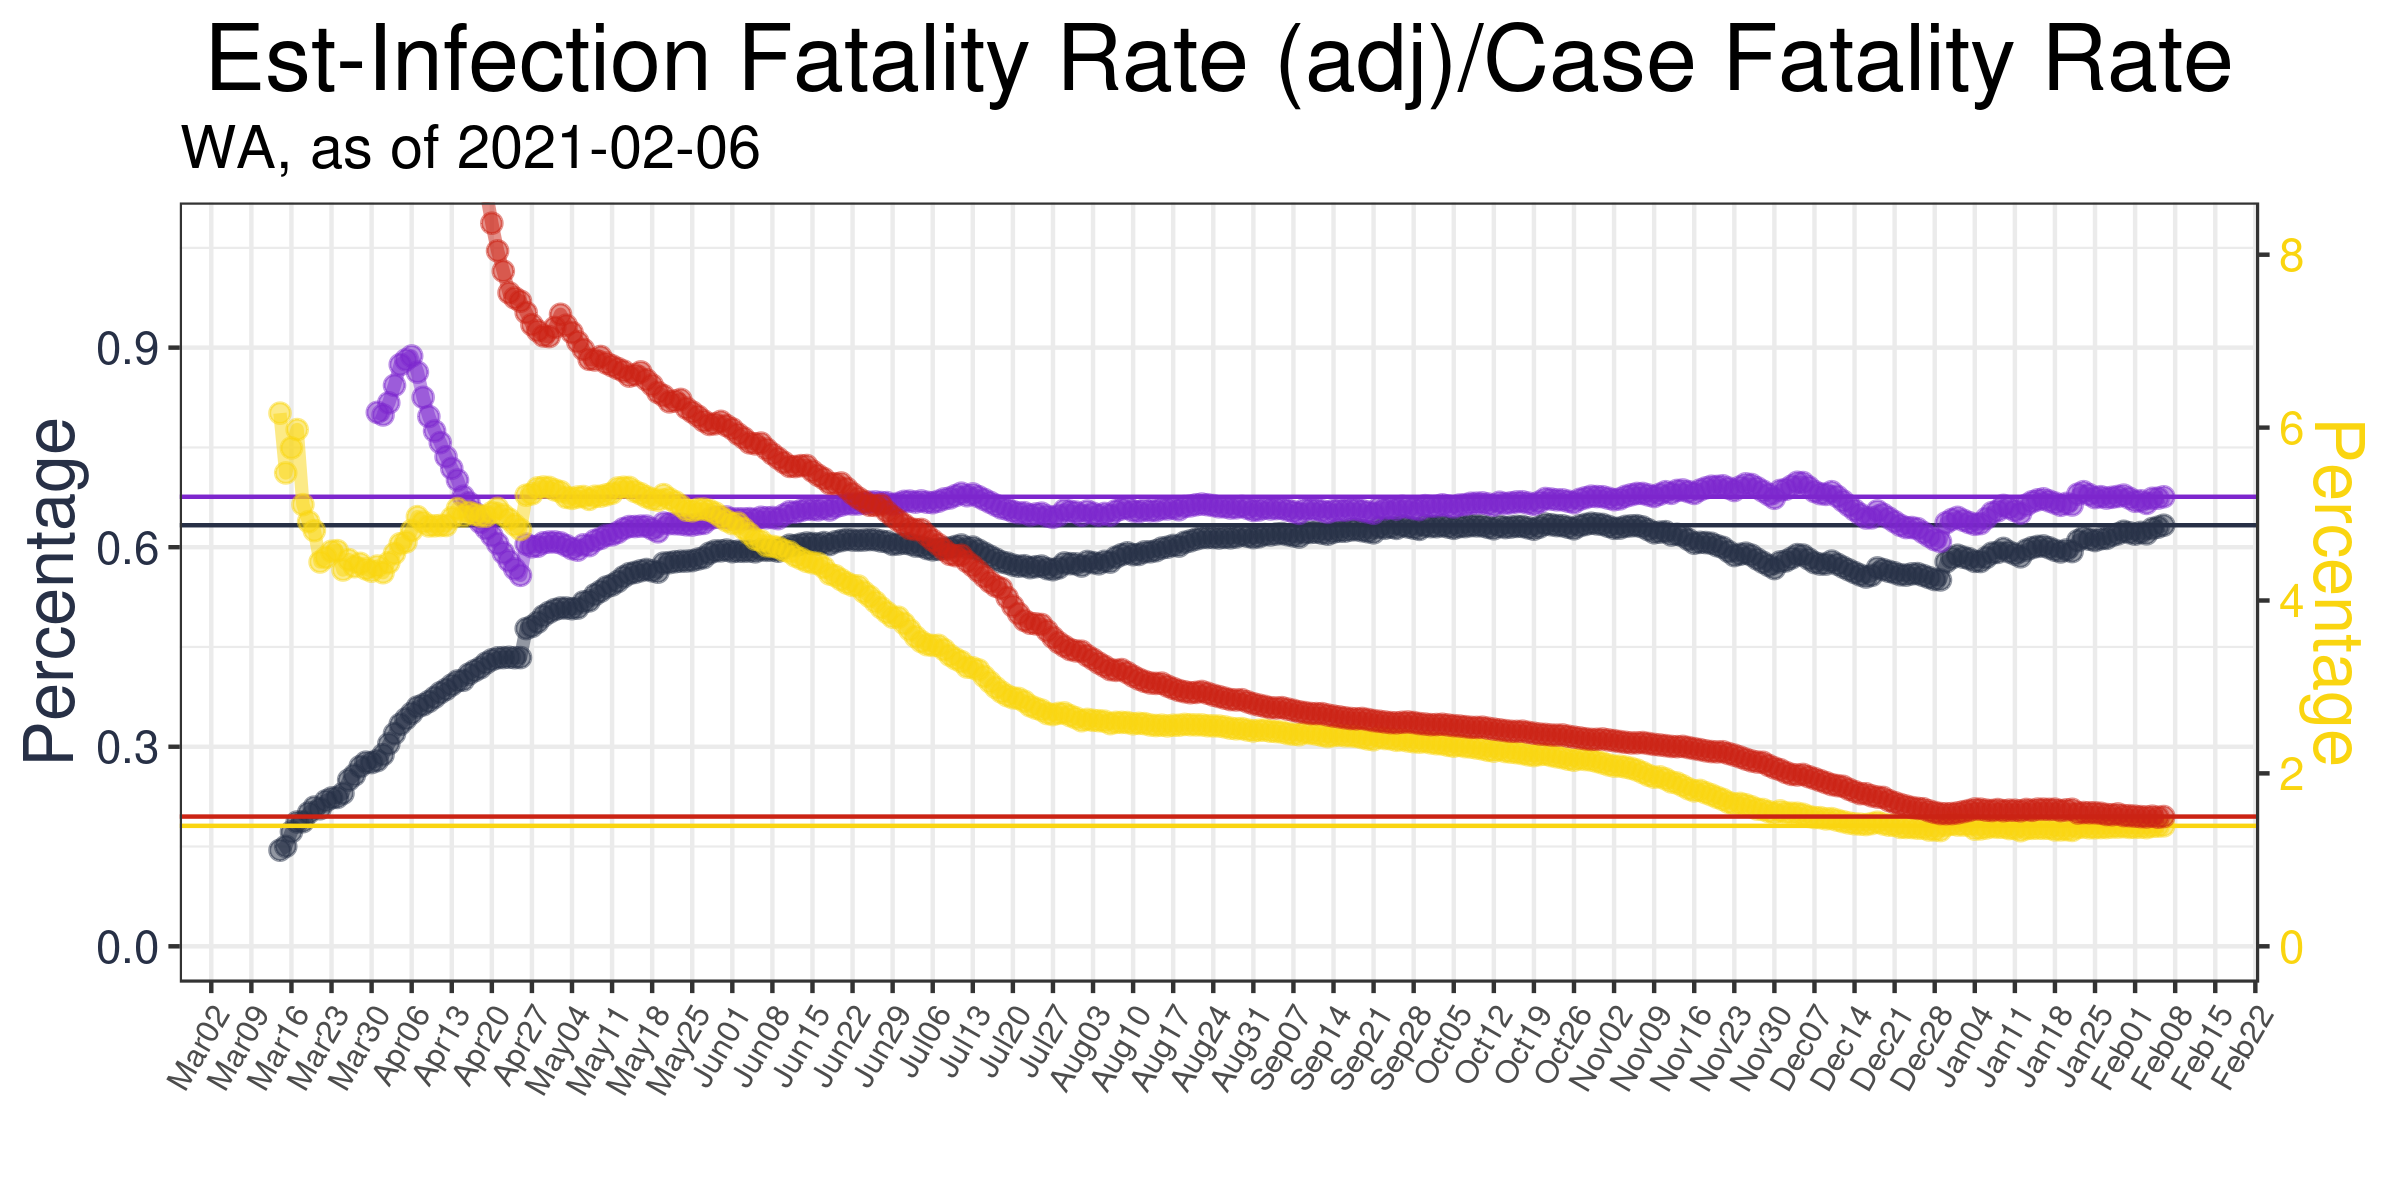 Est-Infection Fatality Rate (adj)/Case Fatality Rate
WA, as of 2021-02-06
Percentage
0.9
0.6
0.3
0.0
8
6
4
2
0
Percentage
Mar02
Mar09
Mar16
Mar23
Mar30
Apr06
Apr13
Apr20
Apr27
May04
May11
May18
May25
Jun01
Jun08
Jun15
Jun22
Jun29
Jul06
Jul13
Jul20
Jul27
Aug03
Aug10
Aug17
Aug24
Aug31
Sep07
Sep14
Sep21
Sep28
Oct05
Oct12
Oct19
Oct26
Nov02
Nov09
Nov16
Nov23
Nov30
Dec07
Dec14
Dec21
Dec28
Jan04
Jan11
Jan18
Jan25
Feb01
Feb08
Feb15
Feb22